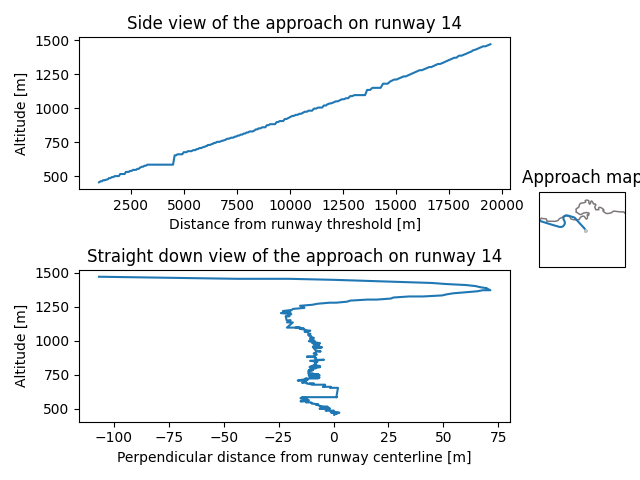 Side view of the approach on runway 14
1500
1250
1000
750
500
Altitude [m]
2500 5000 7500 10000 12500 15000 17500 20000
Distance from runway threshold [m]
Approach map
Straight down view of the approach on runway 14
1500
1250
1000
750
500
Altitude [m]
−100 −75 −50 −25 0 25 50 75
Perpendicular distance from runway centerline [m]